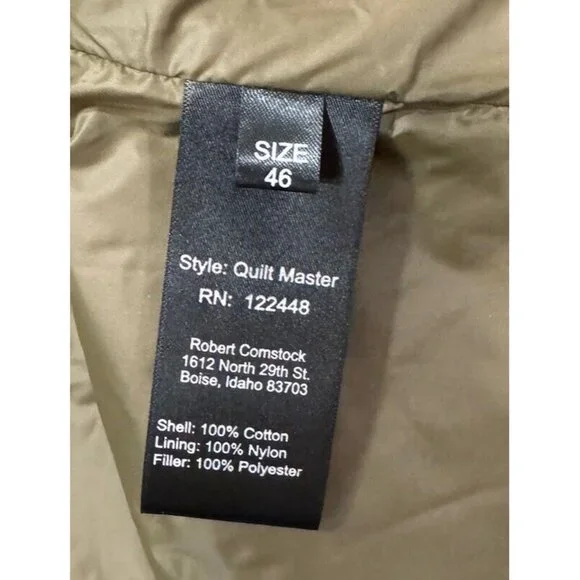 SIZE
46
Style: Quilt Master
RN: 122448
Robert Comstock
1612 North 29th St.
Boise, Idaho 83703
Shell: 100% Cotton
Lining: 100% Nylon
Filler: 100% Polyester